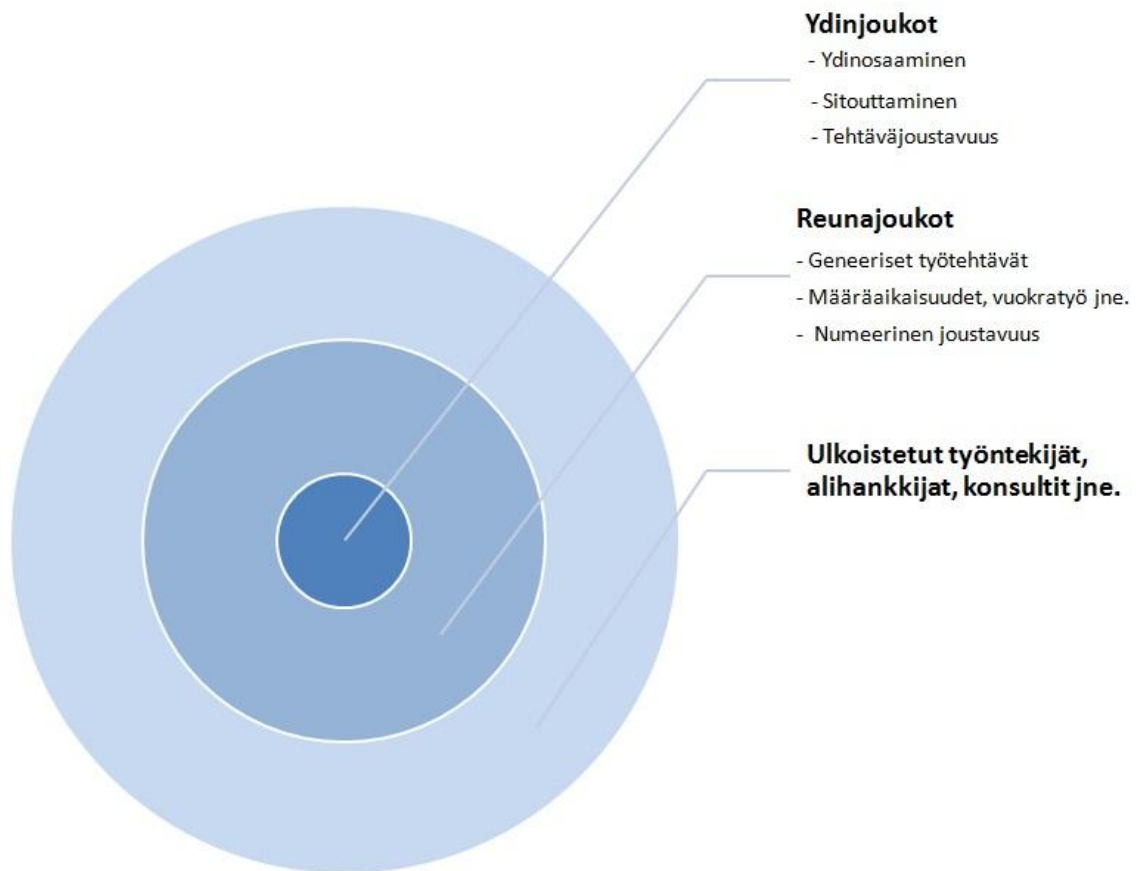 Ydinjoukot
- Ydinosaaminen
- Sitouttaminen
- Tehtäväjoustavuus
Reunajoukot
- Geneeriset työtehtävät
- Määräaikaisuudet, vuokratyö jne.
- Numeerinen joustavuus
Ulkoistetut työntekijät,
alihankkijat, konsultit jne.